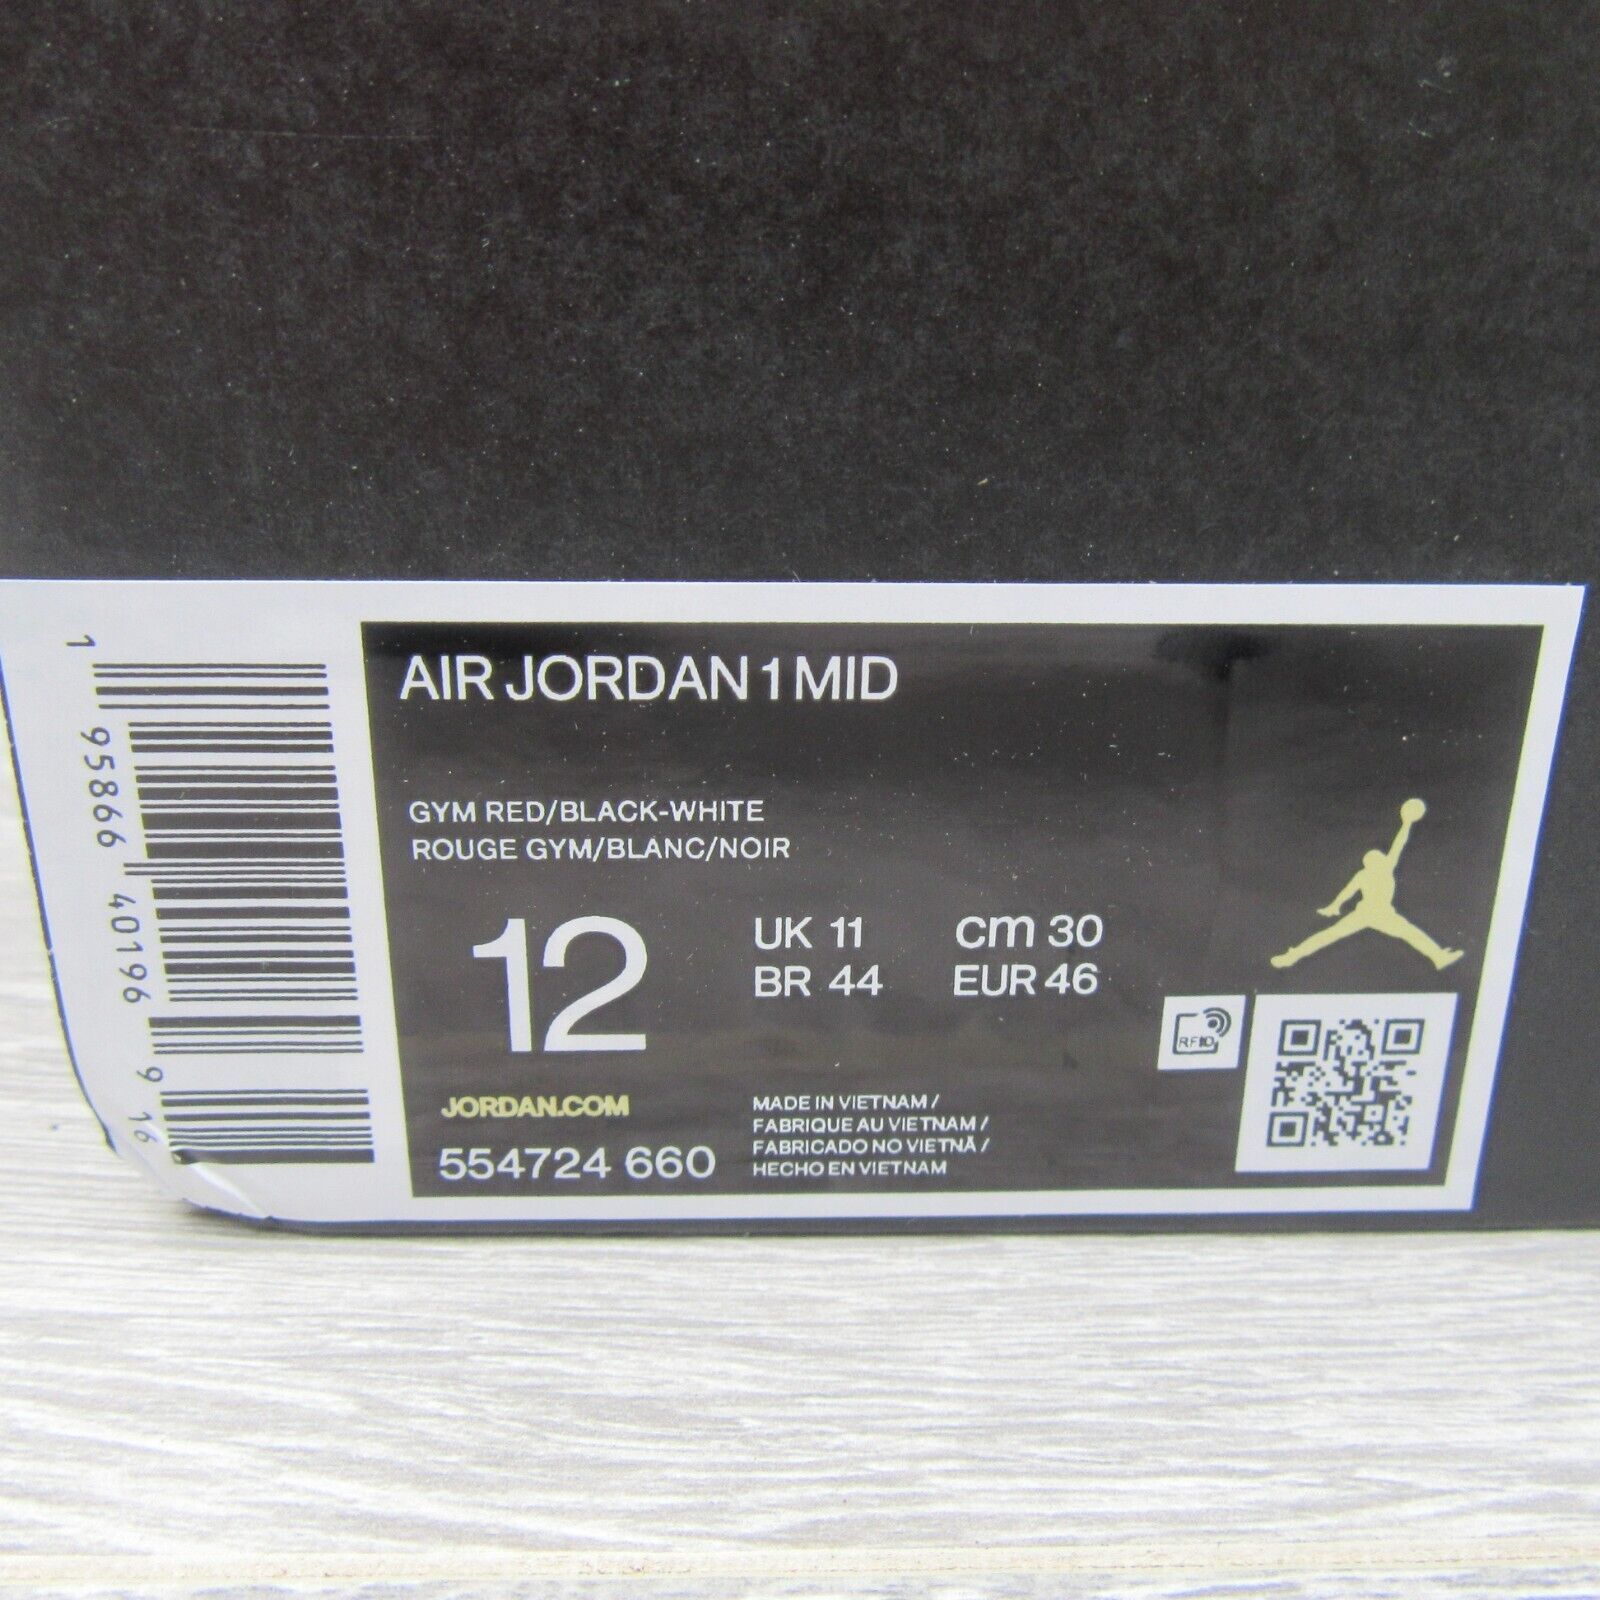 AIR JORDAN 1 MID
GYM RED/BLACK-WHITE
ROUGE GYM/BLANC/NOIR
12
UK 11
cm 30
BR 44
EUR 46
RFID
JORDAN.COM
554724 660
MADE IN VIETNAM /
FABRIQUE AU VIETNAM /
FABRICADO NO VIETNÃ /
HECHO EN VIETNAM
1 95866 40196 9